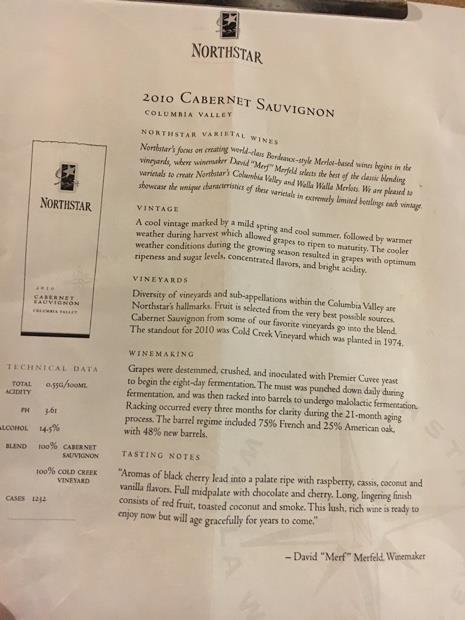 NORTHSTAR
2010 CABERNET SAUVIGNON
COLUMBIA VALLEY
NORTHSTAR VARIETAL WINES
Northstar's focus on creating world-class Bordeaux-style Merlot-based wines begins in the
vineyards, where winemaker David "Merf" Merfeld selects the best of the classic blending
varietals to create Northstar's Columbia Valley and Walla Walla Merlots. We are pleased to
showcase the unique characteristics of these varietals in extremely limited bottlings each vintage.
VINTAGE
A cool vintage marked by a mild spring and cool summer, followed by warmer
weather during harvest which allowed grapes to ripen to maturity. The cooler
weather conditions during the growing season resulted in grapes with optimum
ripeness and sugar levels, concentrated flavors, and bright acidity.
VINEYARDS
Diversity of vineyards and sub-appellations within the Columbia Valley are
Northstar's hallmarks. Fruit is selected from the very best possible sources.
Cabernet Sauvignon from some of our favorite vineyards go into the blend.
The standout for 2010 was Cold Creek Vineyard which was planted in 1974.
WINEMAKING
Grapes were destemmed, crushed, and inoculated with Premier Cuvee yeast
to begin the eight-day fermentation. The must was punched down daily during
fermentation, and was then racked into barrels to undergo malolactic fermentation.
Racking occurred every three months for clarity during the 21-month aging
process. The barrel regime included 75% French and 25% American oak,
with 48% new barrels.
TASTING NOTES
"Aromas of black cherry lead into a palate ripe with raspberry, cassis, coconut and
vanilla flavors. Full midpalate with chocolate and cherry. Long, lingering finish
consists of red fruit, toasted coconut and smoke. This lush, rich wine is ready to
enjoy now but will age gracefully for years to come."
– David "Merf" Merfeld, Winemaker
NORTHSTAR
2010
CABERNET
SAUVIGNON
COLUMBIA VALLEY
TECHNICAL DATA
TOTAL 0.55G/100ML
ACIDITY
PH 3.61
ALCOHOL 14.5%
BLEND 100% CABERNET
SAUVIGNON
100% COLD CREEK
VINEYARD
CASES 1232